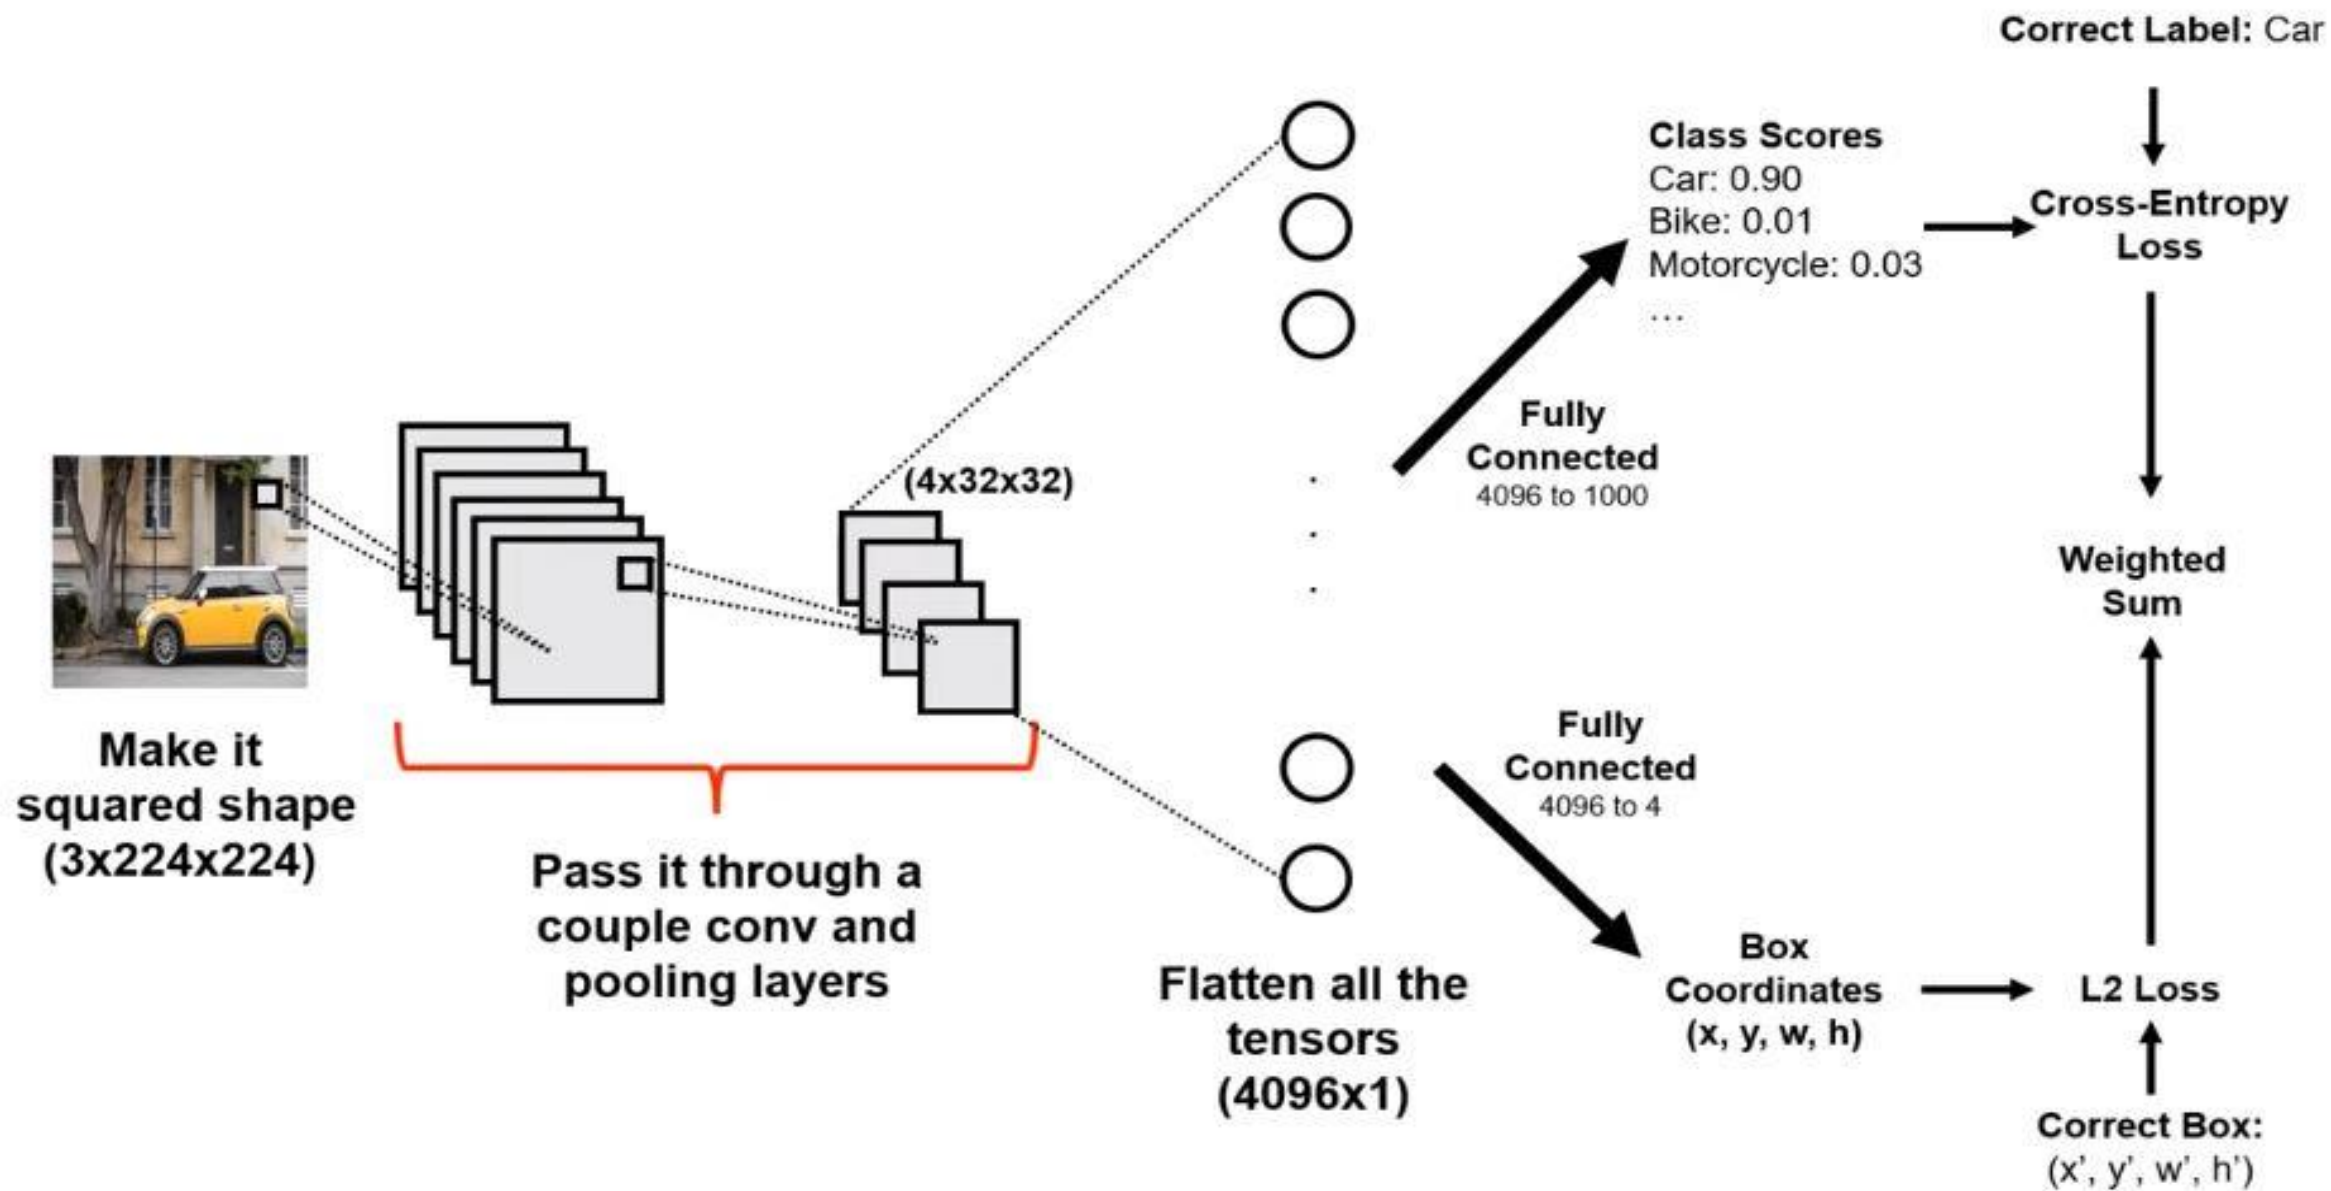 Correct Label: Car
Class Scores
Car: 0.90
Bike: 0.01
Motorcycle: 0.03
...
Cross-Entropy
Loss
Fully
Connected
4096 to 1000
(4x32x32)
Weighted
Sum
Make it
squared shape
(3x224x224)
Pass it through a
couple conv and
pooling layers
Fully
Connected
4096 to 4
Flatten all the
tensors
(4096x1)
Box
Coordinates
(x, y, w, h)
L2 Loss
Correct Box:
(x’, y’, w’, h’)